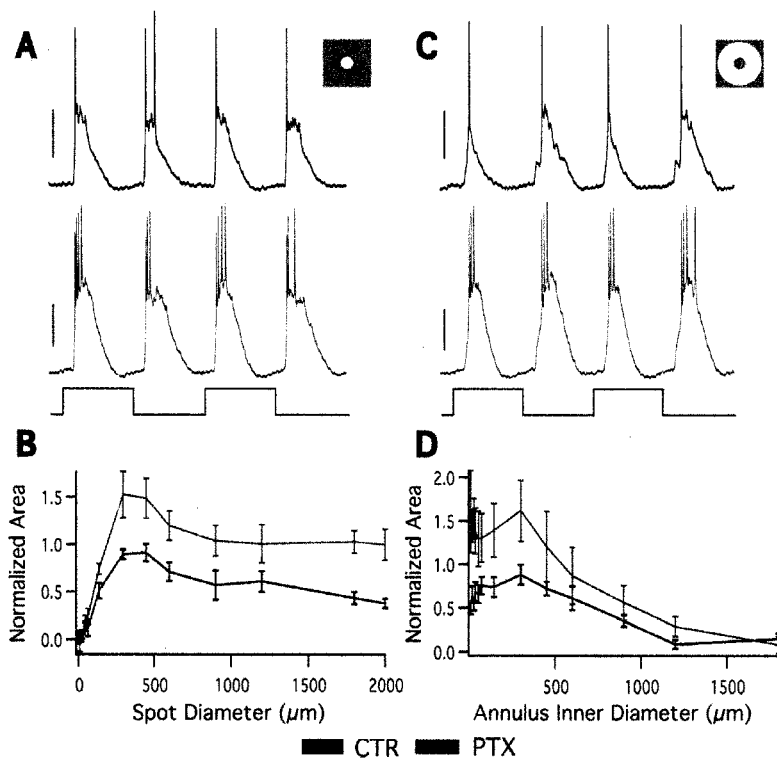 A
C
B
D
Normalized Area
1.5
1.0
0.5
0.0
0
500
1000
1500
2000
Spot Diameter (µm)
Normalized Area
2.0
1.5
1.0
0.5
0.0
500
1000
1500
Annulus Inner Diameter (µm)
CTR
PTX